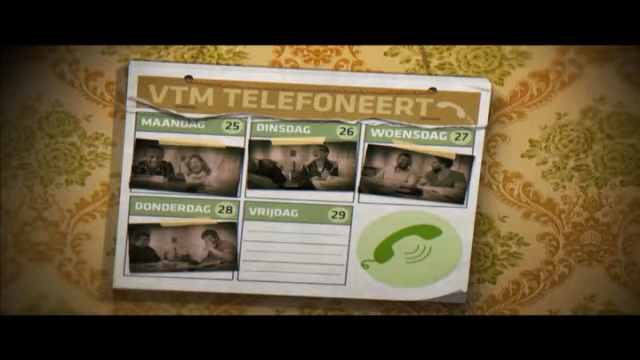 VTM TELEFONEERT
MAANDAG 25
DINSDAG 26
WOENSDAG 27
DONDERDAG 28
VRIJDAG 29